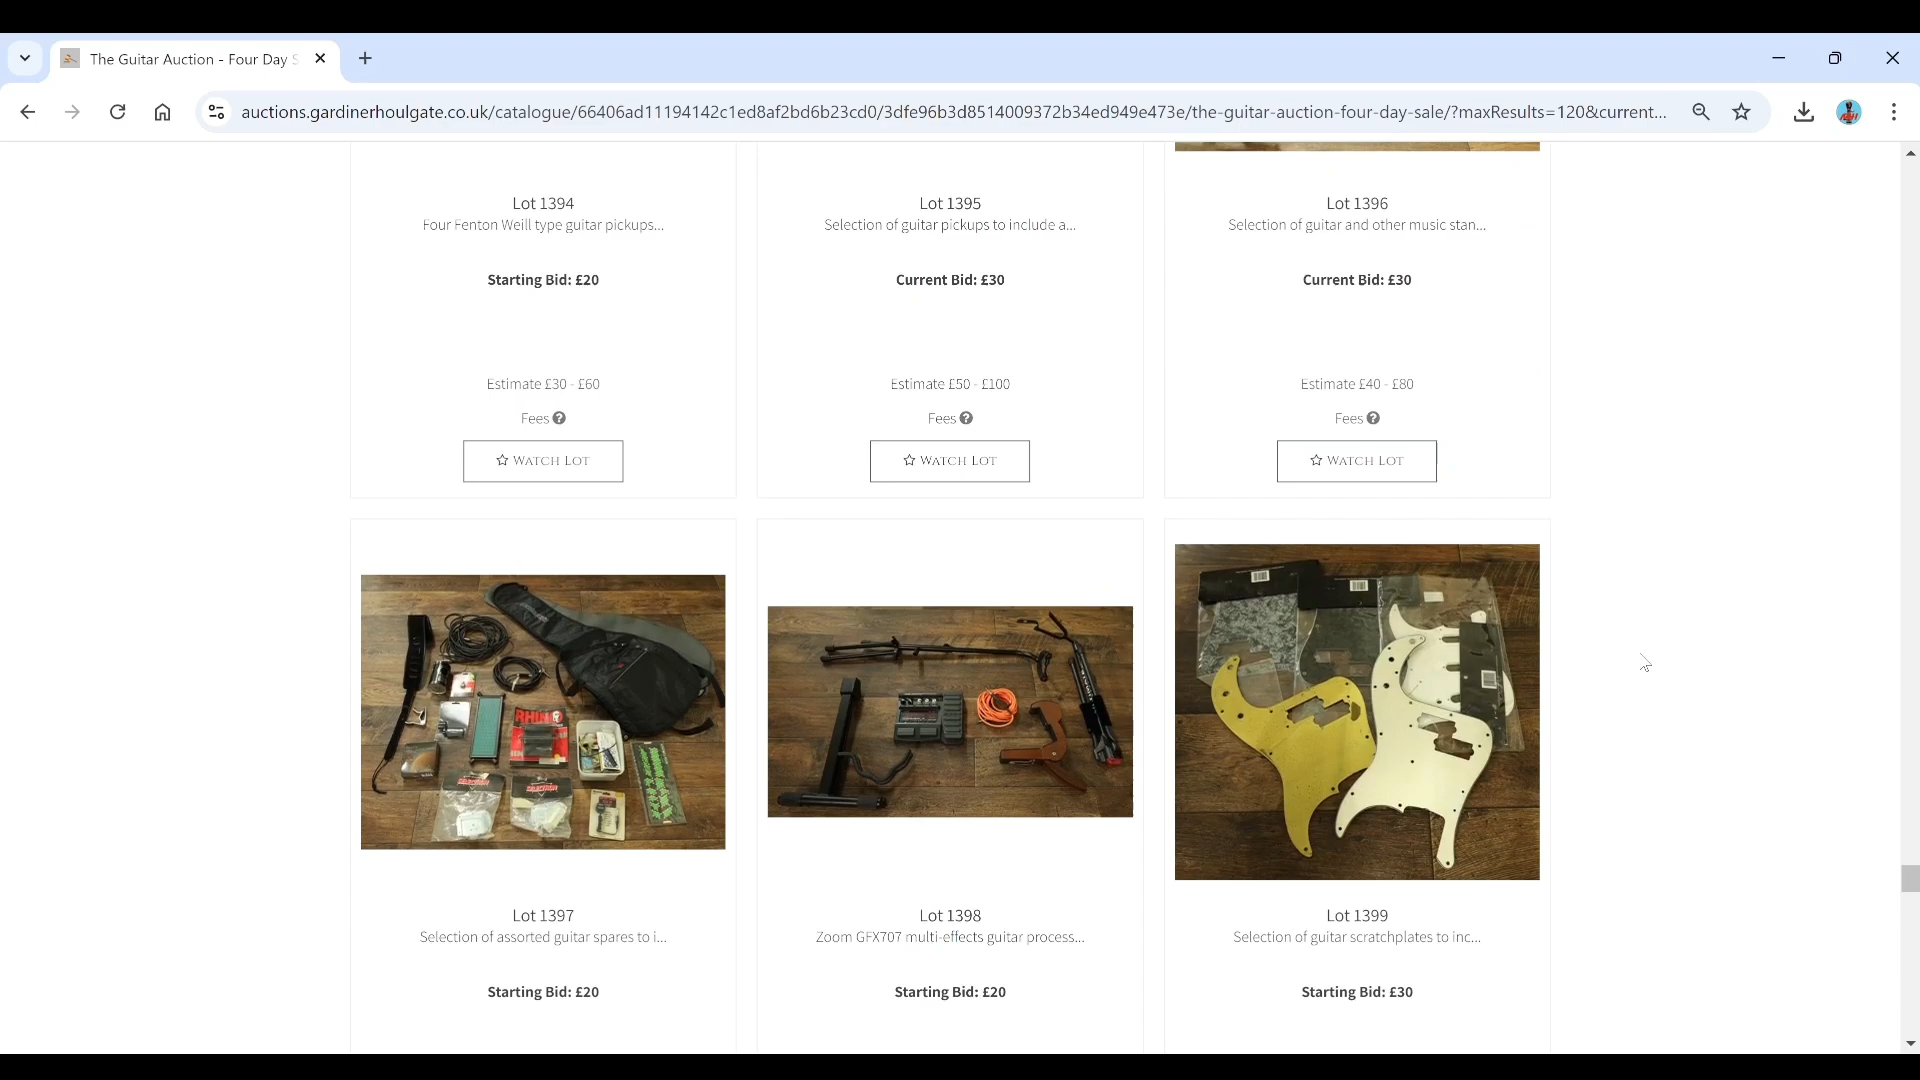 The Guitar Auction - Four Day S
auctions.gardinerhoulgate.co.uk/catalogue/66406ad11194142c1ed8af2bd6b23cd0/3dfe96b3d8514009372b34ed949e473e/the-guitar-auction-four-day-sale/?maxResults=120&current...
Lot 1394
Four Fenton Weill type guitar pickups...
Starting Bid: £20
Estimate £30 - £60
Fees
WATCH LOT
Lot 1395
Selection of guitar pickups to include a...
Current Bid: £30
Estimate £50 - £100
Fees
WATCH LOT
Lot 1396
Selection of guitar and other music stan...
Current Bid: £30
Estimate £40 - £80
Fees
WATCH LOT
RHINO
Lot 1397
Selection of assorted guitar spares to i...
Starting Bid: £20
Lot 1398
Zoom GFX707 multi-effects guitar process...
Starting Bid: £20
Lot 1399
Selection of guitar scratchplates to inc...
Starting Bid: £30